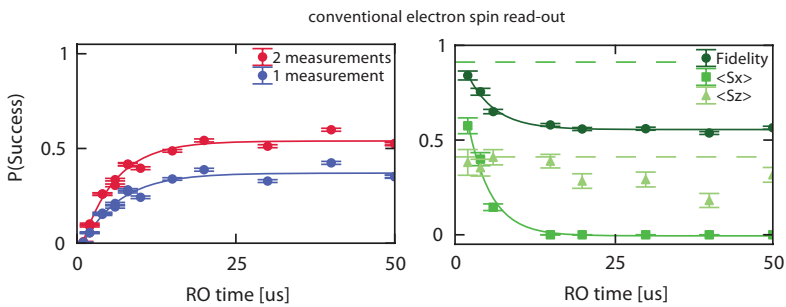 conventional electron spin read-out
P(Success)
1
0.5
0
2 measurements
1 measurement
0
25
50
RO time [us]
1
0.5
0
Fidelity
<Sx>
<Sz>
0
25
50
RO time [us]